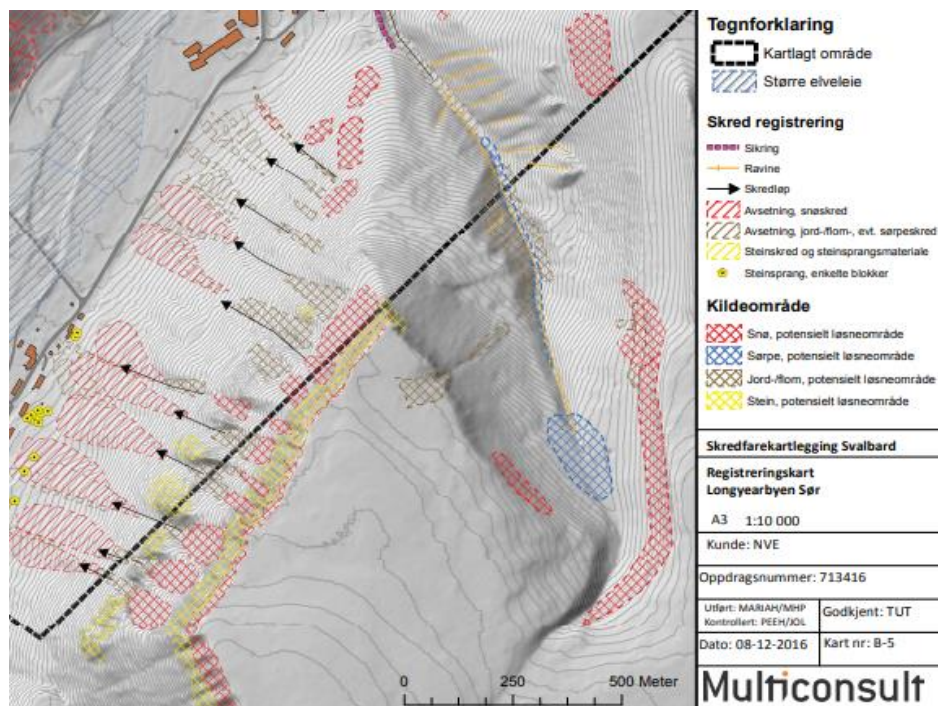 Tegnforklaring
Kartlagt område
Større elveleie
Skred registrering
Sikring
Ravine
Skredløp
Avsetning, snøskred
Avsetning, jord-/flom-, evt. sørpeskred
Steinskred og steinsprangsmateriale
Steinsprang, enkelte blokker
Kildeområde
Snø, potensielt løsneområde
Sørpe, potensielt løsneområde
Jord-/flom, potensielt løsneområde
Stein, potensielt løsneområde
Skredfarekartlegging Svalbard
Registreringskart
Longyearbyen Sør
A3 1:10 000
Kunde: NVE
Oppdragsnummer: 713416
Utført: MARIAH/MHP
Kontrollert: PEEH/JOL
Godkjent: TUT
Dato: 08-12-2016
Kart nr: B-5
0 250 500 Meter
Multiconsult